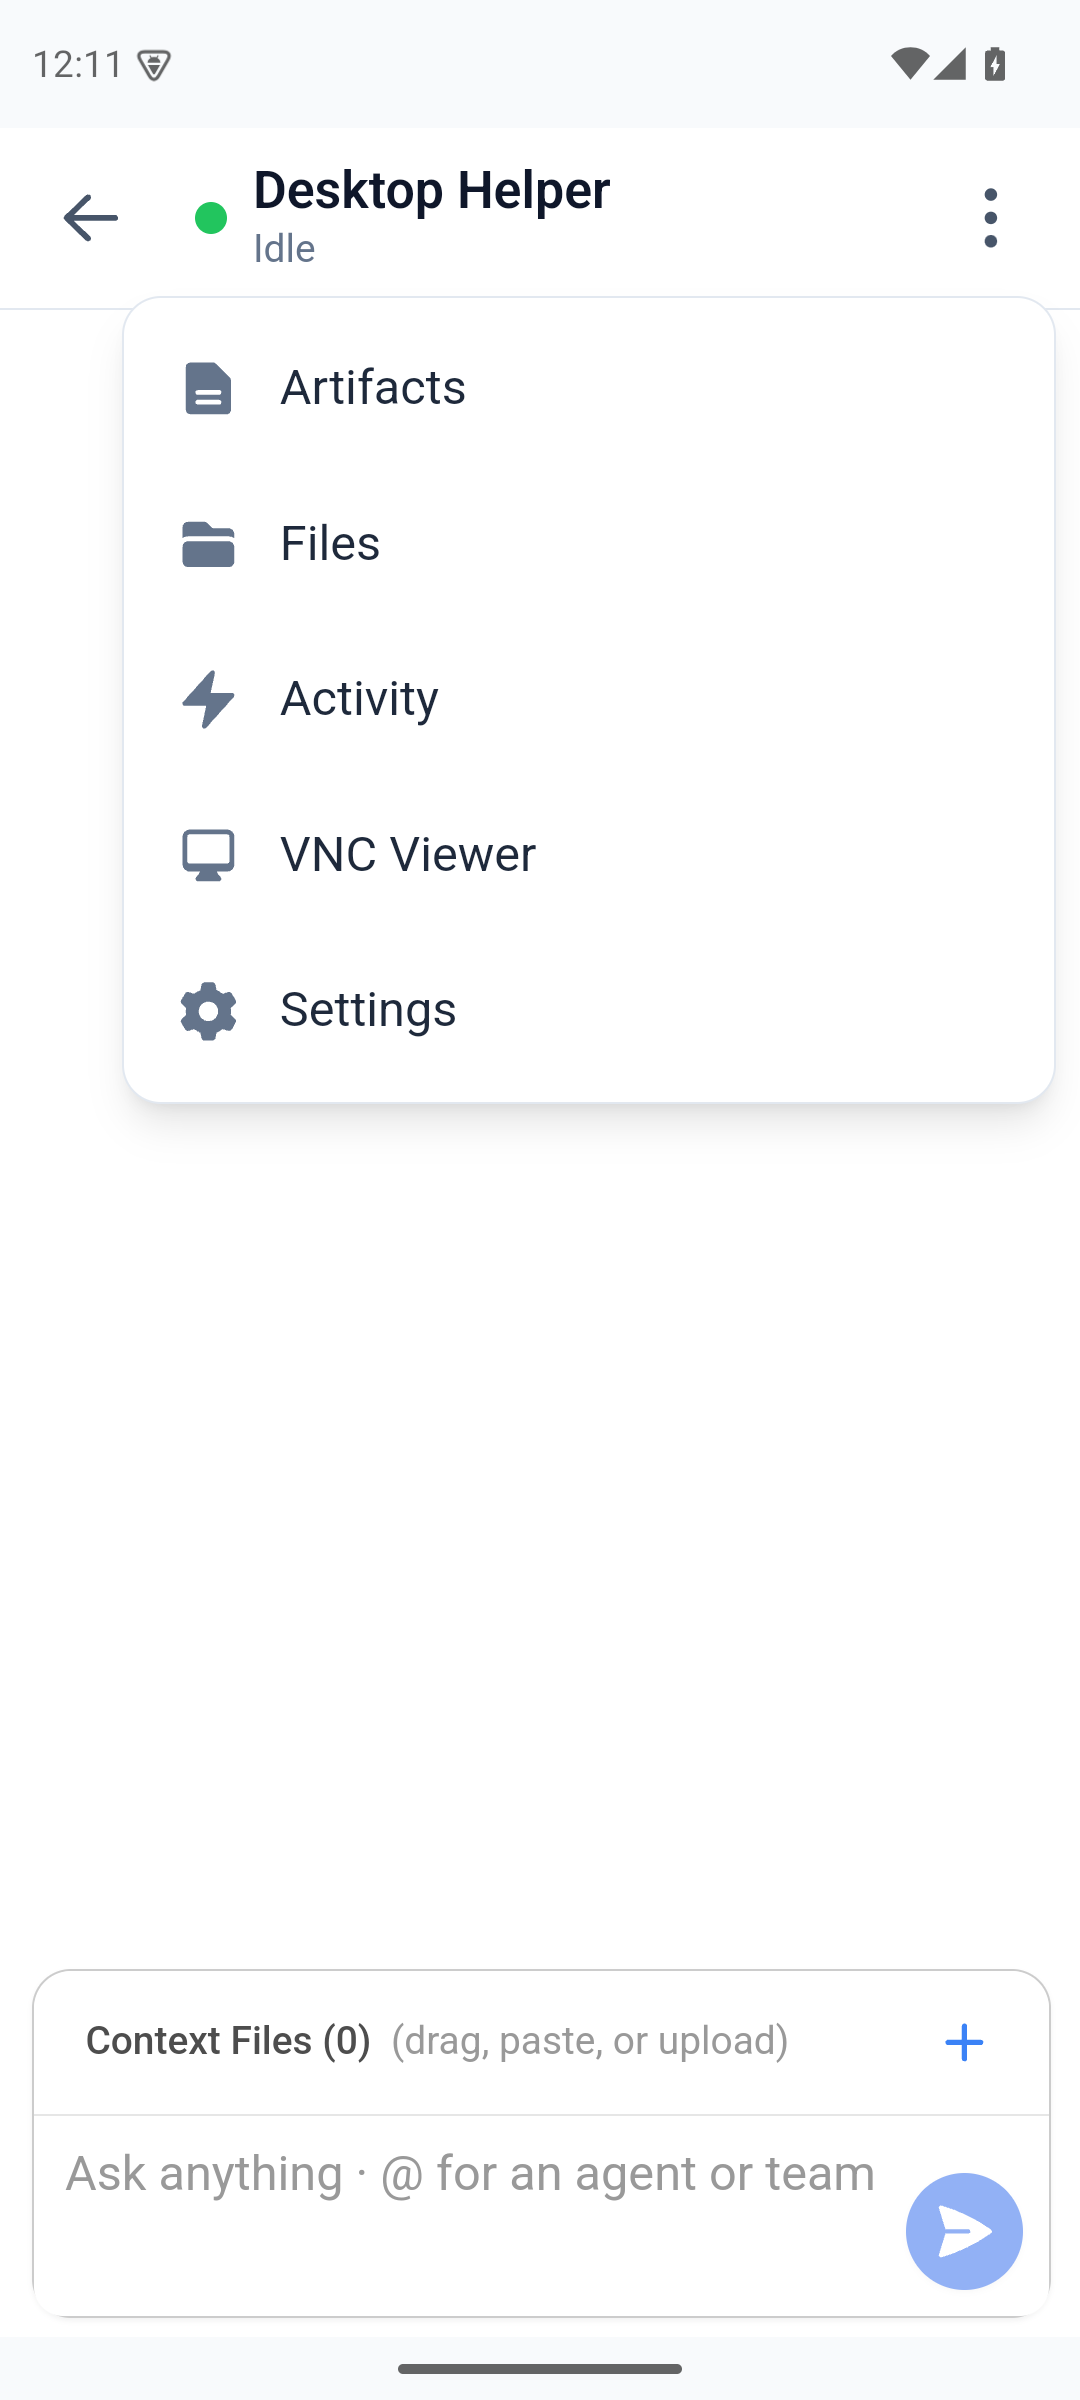 12:11
Desktop Helper
Idle
Artifacts
Files
Activity
VNC Viewer
Settings
Context Files (0) (drag, paste, or upload)
Ask anything · @ for an agent or team